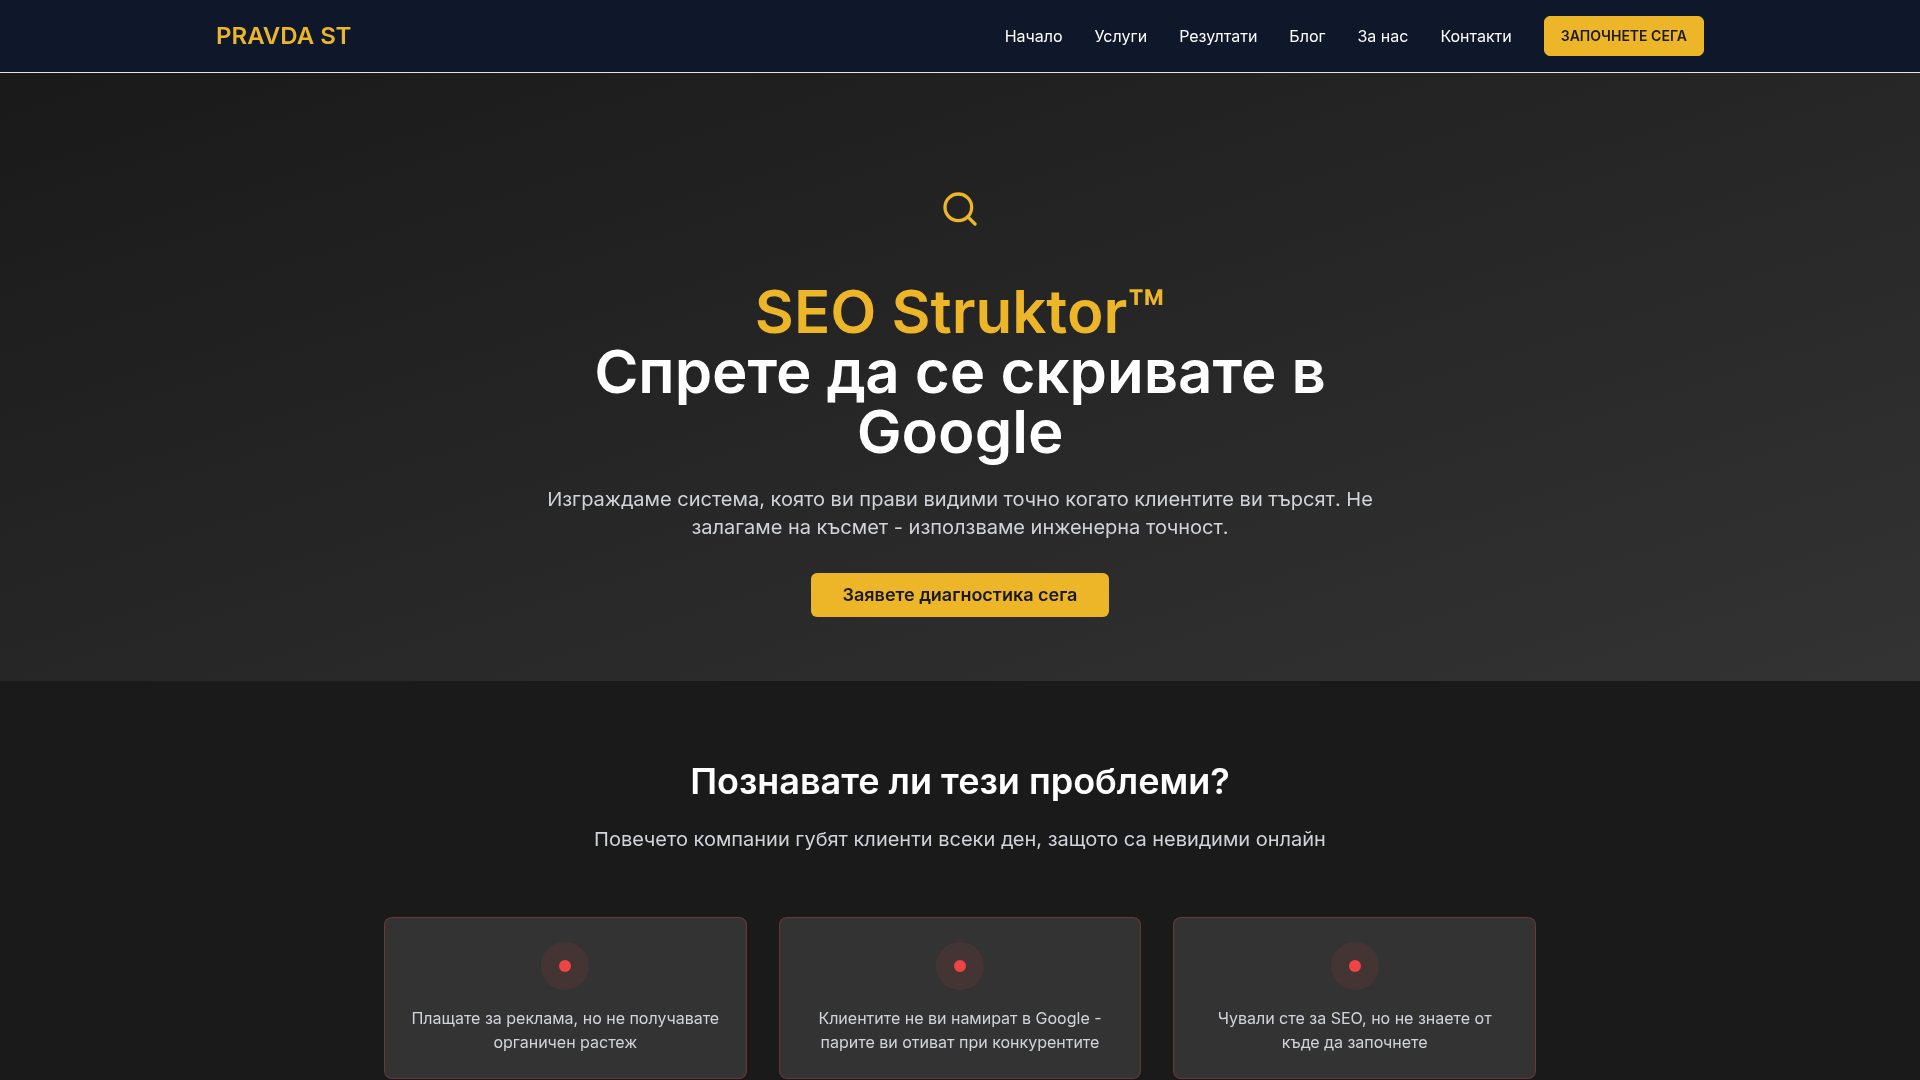 PRAVDA ST
Начало
Услуги
Резултати
Блог
За нас
Контакти
ЗАПОЧНЕТЕ СЕГА
SEO Struktor™
Спрете да се скривате в
Google
Изграждаме система, която ви прави видими точно когато клиентите ви търсят. Не
залагаме на късмет - използваме инженерна точност.
Заявете диагностика сега
Познавате ли тези проблеми?
Повечето компании губят клиенти всеки ден, защото са невидими онлайн
Плащате за реклама, но не получавате
органичен растеж
Клиентите не ви намират в Google -
парите ви отиват при конкурентите
Чували сте за SEO, но не знаете от
къде да започнете